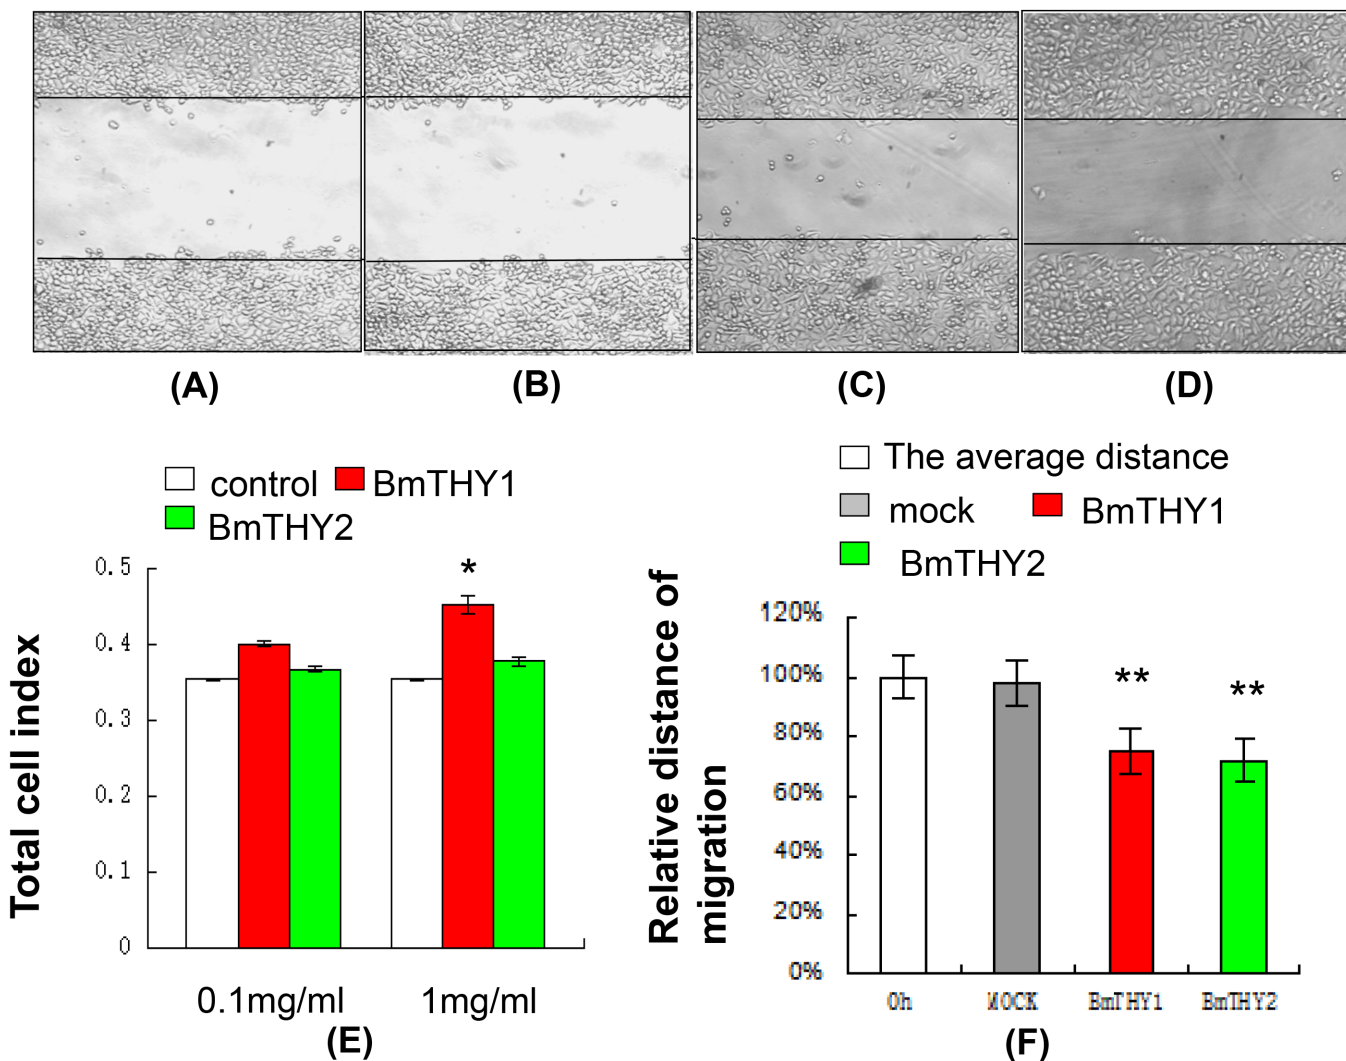 (A)
(B)
(C)
(D)
control
BmTHY1
BmTHY2
Total cell index
0.5
0.4
0.3
0.2
0.1
0
*
0.1mg/ml
1mg/ml
(E)
The average distance
mock
BmTHY1
BmTHY2
Relative distance of
migration
120%
100%
80%
60%
40%
20%
0%
**
**
0h
MOCK
BmTHY1
BmTHY2
(F)